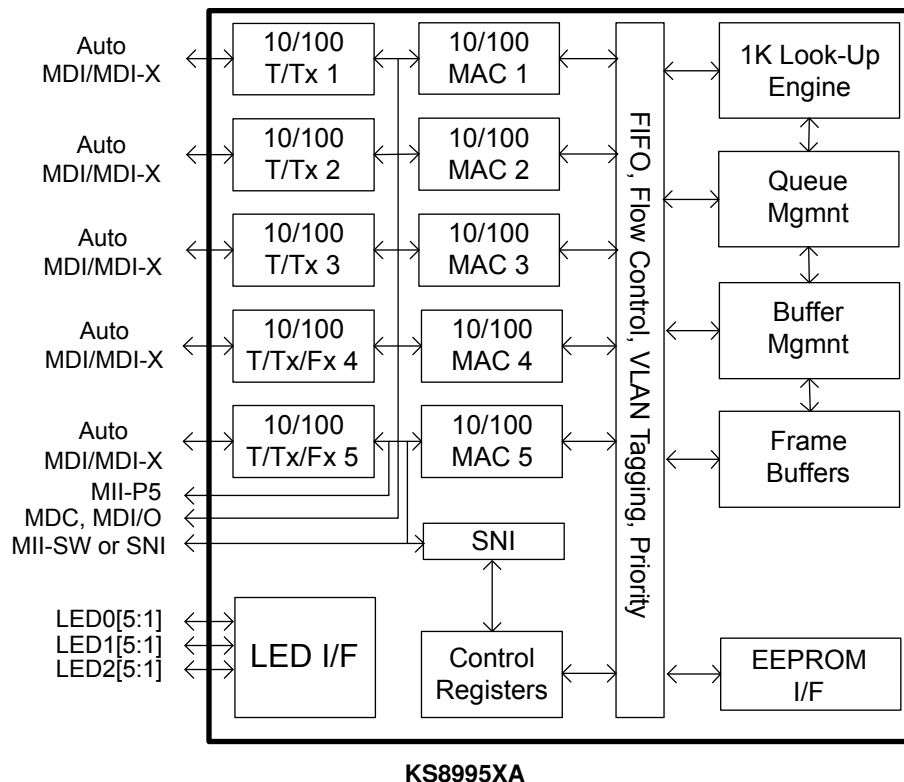 Auto
MDI/MDI-X
10/100
T/Tx 1
10/100
MAC 1
1K Look-Up
Engine
Auto
MDI/MDI-X
10/100
T/Tx 2
10/100
MAC 2
Queue
Mgmnt
Auto
MDI/MDI-X
10/100
T/Tx 3
10/100
MAC 3
FIFO, Flow Control, VLAN Tagging, Priority
Auto
MDI/MDI-X
10/100
T/Tx/Fx 4
10/100
MAC 4
Buffer
Mgmnt
Auto
MDI/MDI-X
10/100
T/Tx/Fx 5
10/100
MAC 5
Frame
Buffers
MII-P5
MDC, MDI/O
MII-SW or SNI
SNI
LED0[5:1]
LED1[5:1]
LED2[5:1]
LED I/F
Control
Registers
EEPROM
I/F
KS8995XA